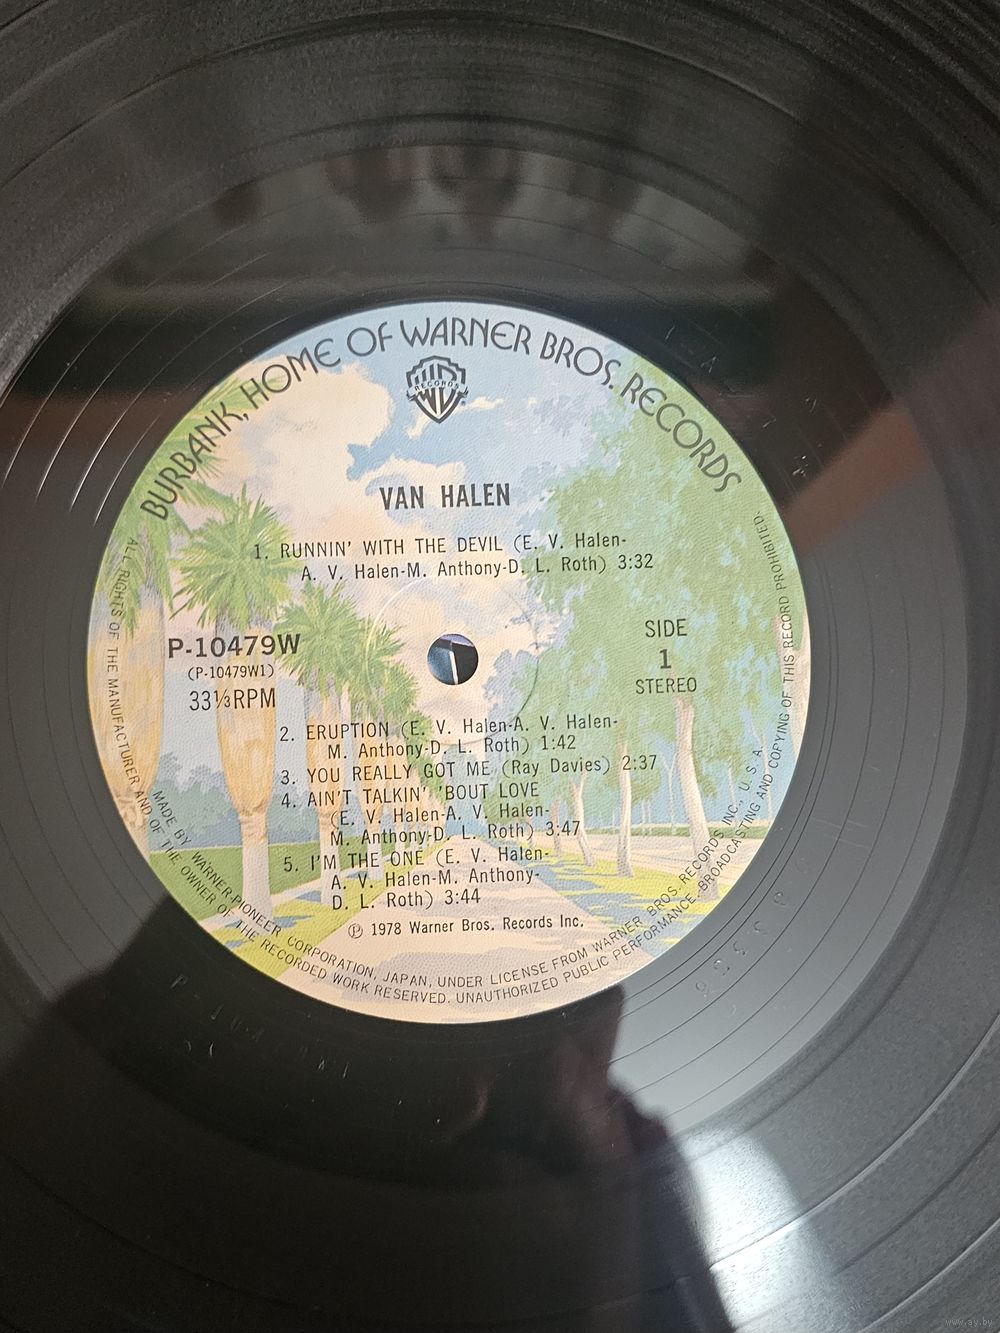 BURBANK, HOME OF WARNER BROS. RECORDS
RECORDS
VAN HALEN
1. RUNNIN' WITH THE DEVIL (E. V. Halen-
A. V. Halen-M. Anthony-D. L. Roth) 3:32
P-10479W
(P-10479W1)
33⅓RPM
SIDE
1
STEREO
2. ERUPTION (E. V. Halen-A. V. Halen-
M. Anthony-D. L. Roth) 1:42
3. YOU REALLY GOT ME (Ray Davies) 2:37
4. AIN'T TALKIN' 'BOUT LOVE
(E. V. Halen-A. V. Halen-
M. Anthony-D. L. Roth) 3:47
5. I'M THE ONE (E. V. Halen-
A. V. Halen-M. Anthony-
D. L. Roth) 3:44
℗ 1978 Warner Bros. Records Inc.
MADE BY WARNER-PIONEER CORPORATION, JAPAN, UNDER LICENSE FROM WARNER BROS. RECORDS INC., U. S. A.
ALL RIGHTS OF THE MANUFACTURER AND OF THE OWNER OF THE RECORDED WORK RESERVED. UNAUTHORIZED PUBLIC PERFORMANCE, BROADCASTING AND COPYING OF THIS RECORD PROHIBITED.
www.ay.by